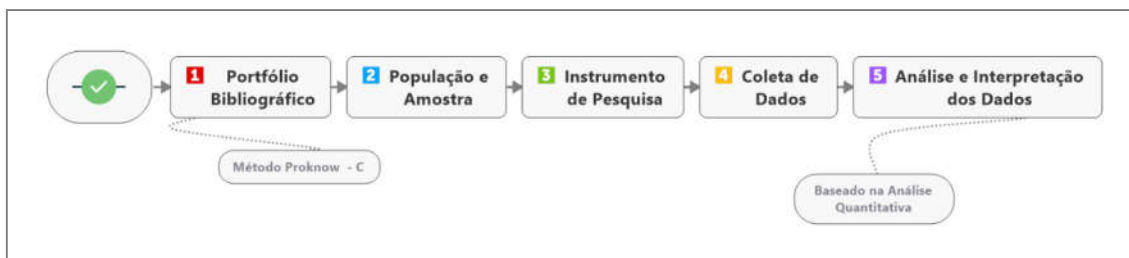 1 Portfólio
Bibliográfico
2 População e
Amostra
3 Instrumento
de Pesquisa
4 Coleta de
Dados
5 Análise e Interpretação
dos Dados
Método Proknow - C
Baseado na Análise
Quantitativa